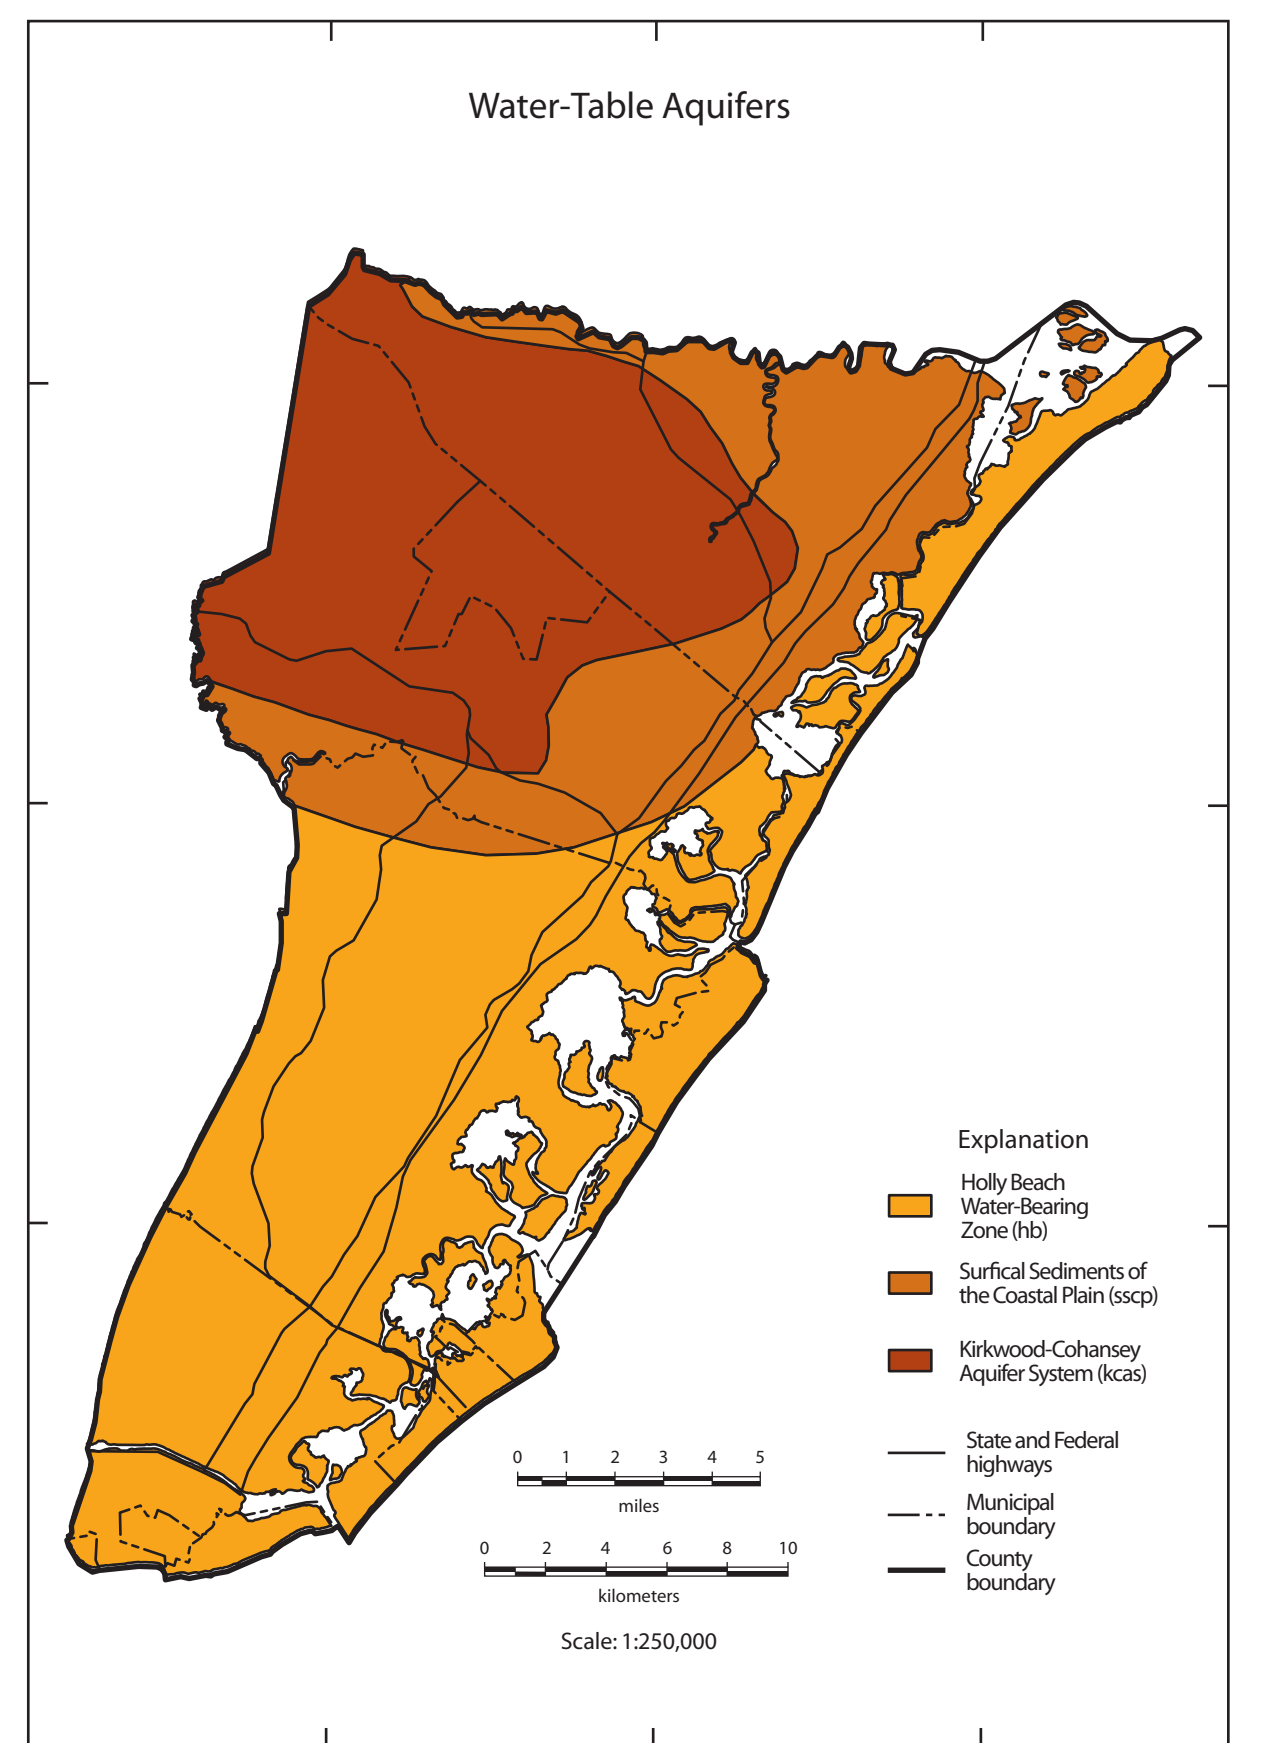 Water-Table Aquifers
Explanation
Holly Beach
Water-Bearing
Zone (hb)
Surfical Sediments of
the Coastal Plain (sscp)
Kirkwood-Cohansey
Aquifer System (kcas)
State and Federal
highways
Municipal
boundary
County
boundary
0 1 2 3 4 5
miles
0 2 4 6 8 10
kilometers
Scale: 1:250,000